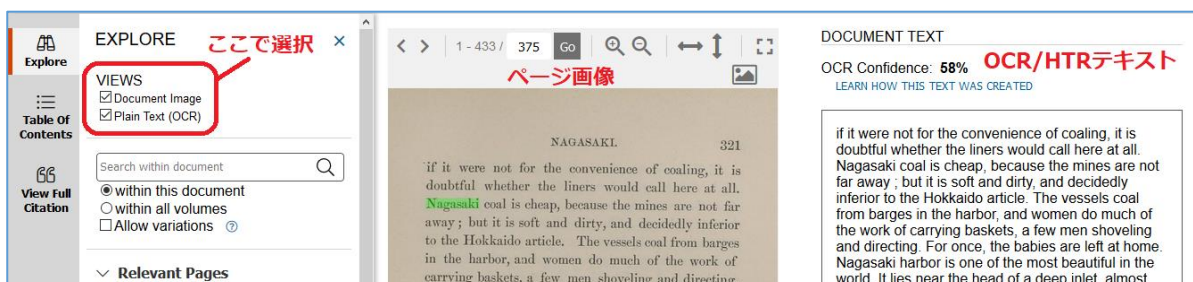 Explore
Table Of
Contents
View Full
Citation
EXPLORE
ここで選択
×
VIEWS
Document Image
Plain Text (OCR)
Search within document
within this document
within all volumes
Allow variations
Relevant Pages
1 - 433 /
375
Go
ページ画像
NAGASAKI. 321
if it were not for the convenience of coaling, it is
doubtful whether the liners would call here at all.
Nagasaki coal is cheap, because the mines are not far
away ; but it is soft and dirty, and decidedly inferior
to the Hokkaido article. The vessels coal from barges
in the harbor, and women do much of the work of
carrying baskets, a few men shoveling and directing.
DOCUMENT TEXT
OCR Confidence: 58%
OCR/HTRテキスト
LEARN HOW THIS TEXT WAS CREATED
if it were not for the convenience of coaling, it is
doubtful whether the liners would call here at all.
Nagasaki coal is cheap, because the mines are not
far away ; but it is soft and dirty, and decidedly
inferior to the Hokkaido article. The vessels coal
from barges in the harbor, and women do much of
the work of carrying baskets, a few men shoveling
and directing. For once, the babies are left at home.
Nagasaki harbor is one of the most beautiful in the
world. It lies near the head of a deep inlet, almost